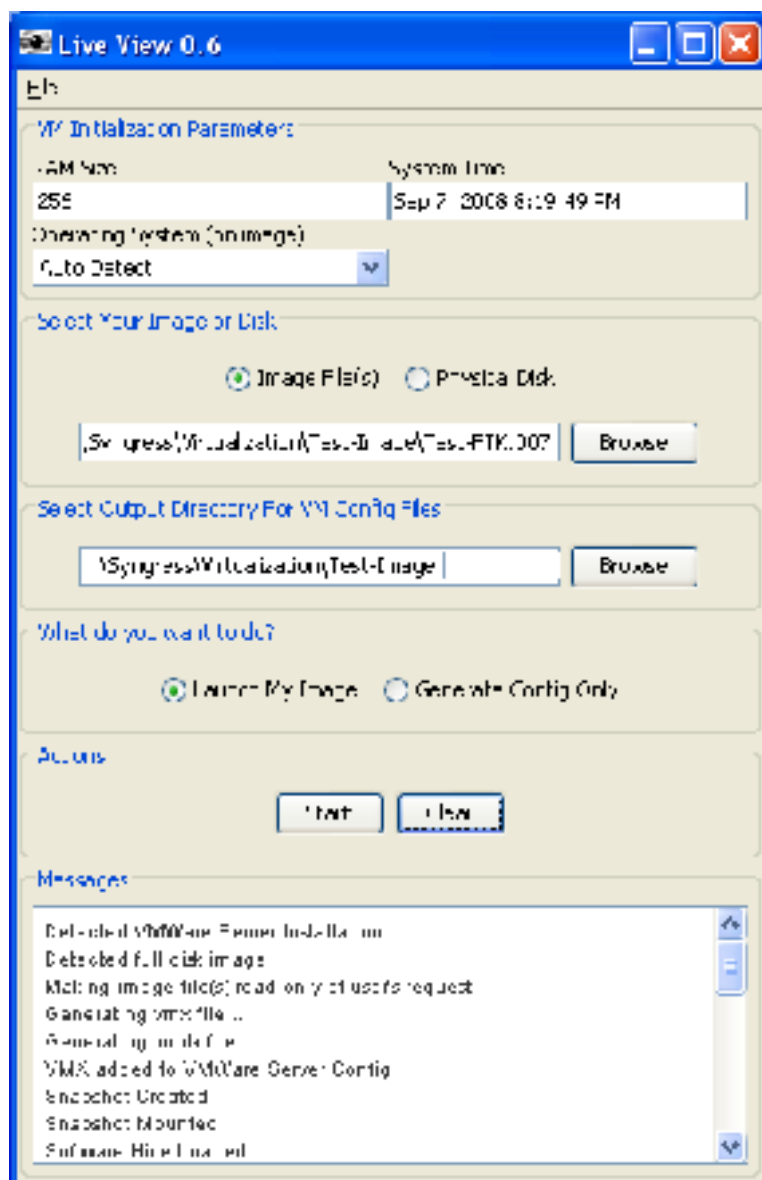 Live View 0.6
File
VM Initialization Parameters
RAM Size
System Time
256
Sep 7, 2008 8:19:49 PM
Operating System (on image)
Auto Detect
Select Your Image or Disk
Image File(s)
Physical Disk
\Syngress\Virtualization\Test-Image\Test-FTK.007
Browse
Select Output Directory For VM Config Files
\Syngress\Virtualization\Test-Image
Browse
What do you want to do?
Launch My Image
Generate Config Only
Actions
Start
Clear
Messages
Detected VMWare Server Installation
Detected full disk image
Making image file(s) read only at user's request
Generating vmx file ...
Generating vmdk file
VMX added to VMWare Server Config
Snapshot Created
Snapshot Mounted
Software Hive Loaded